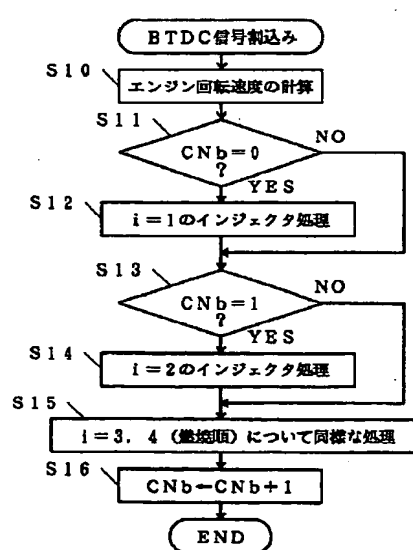 BTDC信号割込み
S10
エンジン回転速度の計算
S11
CNb=0
?
NO
YES
S12
i=1のインジェクタ処理
S13
CNb=1
?
NO
YES
S14
i=2のインジェクタ処理
S15
i=3,4(燃焼順)について同様な処理
S16
CNb←CNb+1
END